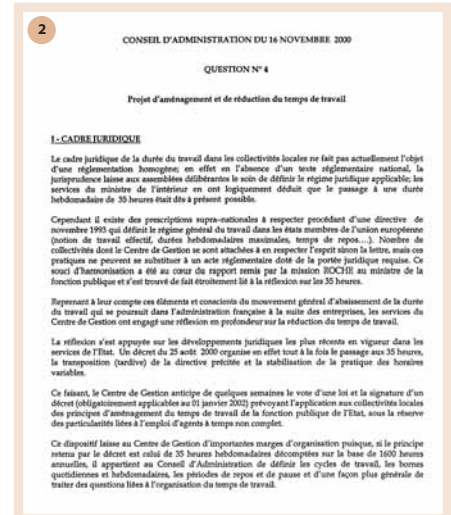 2
CONSEIL D'ADMINISTRATION DU 16 NOVEMBRE 2000
QUESTION N° 4
Projet d'aménagement et de réduction du temps de travail
I - CADRE JURIDIQUE
Le cadre juridique de la durée du travail dans les collectivités locales ne fait pas actuellement l'objet
d'une réglementation homogène; en effet en l'absence d'un texte réglementaire national, la
jurisprudence laisse aux assemblées délibérantes le soin de définir le régime juridique applicable; les
services du ministre de l'intérieur en ont logiquement déduit que le passage à une durée
hebdomadaire de 35 heures était dès à présent possible.
Cependant il existe des prescriptions supra-nationales à respecter procédant d'une directive de
novembre 1993 qui définit le régime général du travail dans les états membres de l'union européenne
(notion de travail effectif, durées hebdomadaires maximales, temps de repos....). Nombre de
collectivités dont le Centre de Gestion se sont attachées à en respecter l'esprit sinon la lettre, mais ces
pratiques ne peuvent se substituer à un acte réglementaire doté de la portée juridique requise. Ce
souci d'harmonisation a été au cœur du rapport remis par la mission ROCHE au ministre de la
fonction publique et s'est trouvé de fait étroitement lié à la réflexion sur les 35 heures.
Reprenant à leur compte ces éléments et conscients du mouvement général d'abaissement de la durée
du travail qui se poursuit dans l'administration française à la suite des entreprises, les services du
Centre de Gestion ont engagé une réflexion en profondeur sur la réduction du temps de travail.
La réflexion s'est appuyée sur les développements juridiques les plus récents en vigueur dans les
services de l'Etat. Un décret du 25 août 2000 organise en effet tout à la fois le passage aux 35 heures,
la transposition (tardive) de la directive précitée et la stabilisation de la pratique des horaires
variables.
Ce faisant, le Centre de Gestion anticipe de quelques semaines le vote d'une loi et la signature d'un
décret (obligatoirement applicables au 01 janvier 2002) prévoyant l'application aux collectivités locales
des principes d'aménagement du temps de travail de la fonction publique de l'Etat, sous la réserve
des particularités liées à l'emploi d'agents à temps non complet.
Ce dispositif laisse au Centre de Gestion d'importantes marges d'organisation puisque, si le principe
retenu par le décret est celui de 35 heures hebdomadaires décomptées sur la base de 1600 heures
annuelles, il appartient au Conseil d'Administration de définir les cycles de travail, les bornes
quotidiennes et hebdomadaires, les périodes de repos et de pause et d'une façon plus générale de
traiter des questions liées à l'organisation du temps de travail.